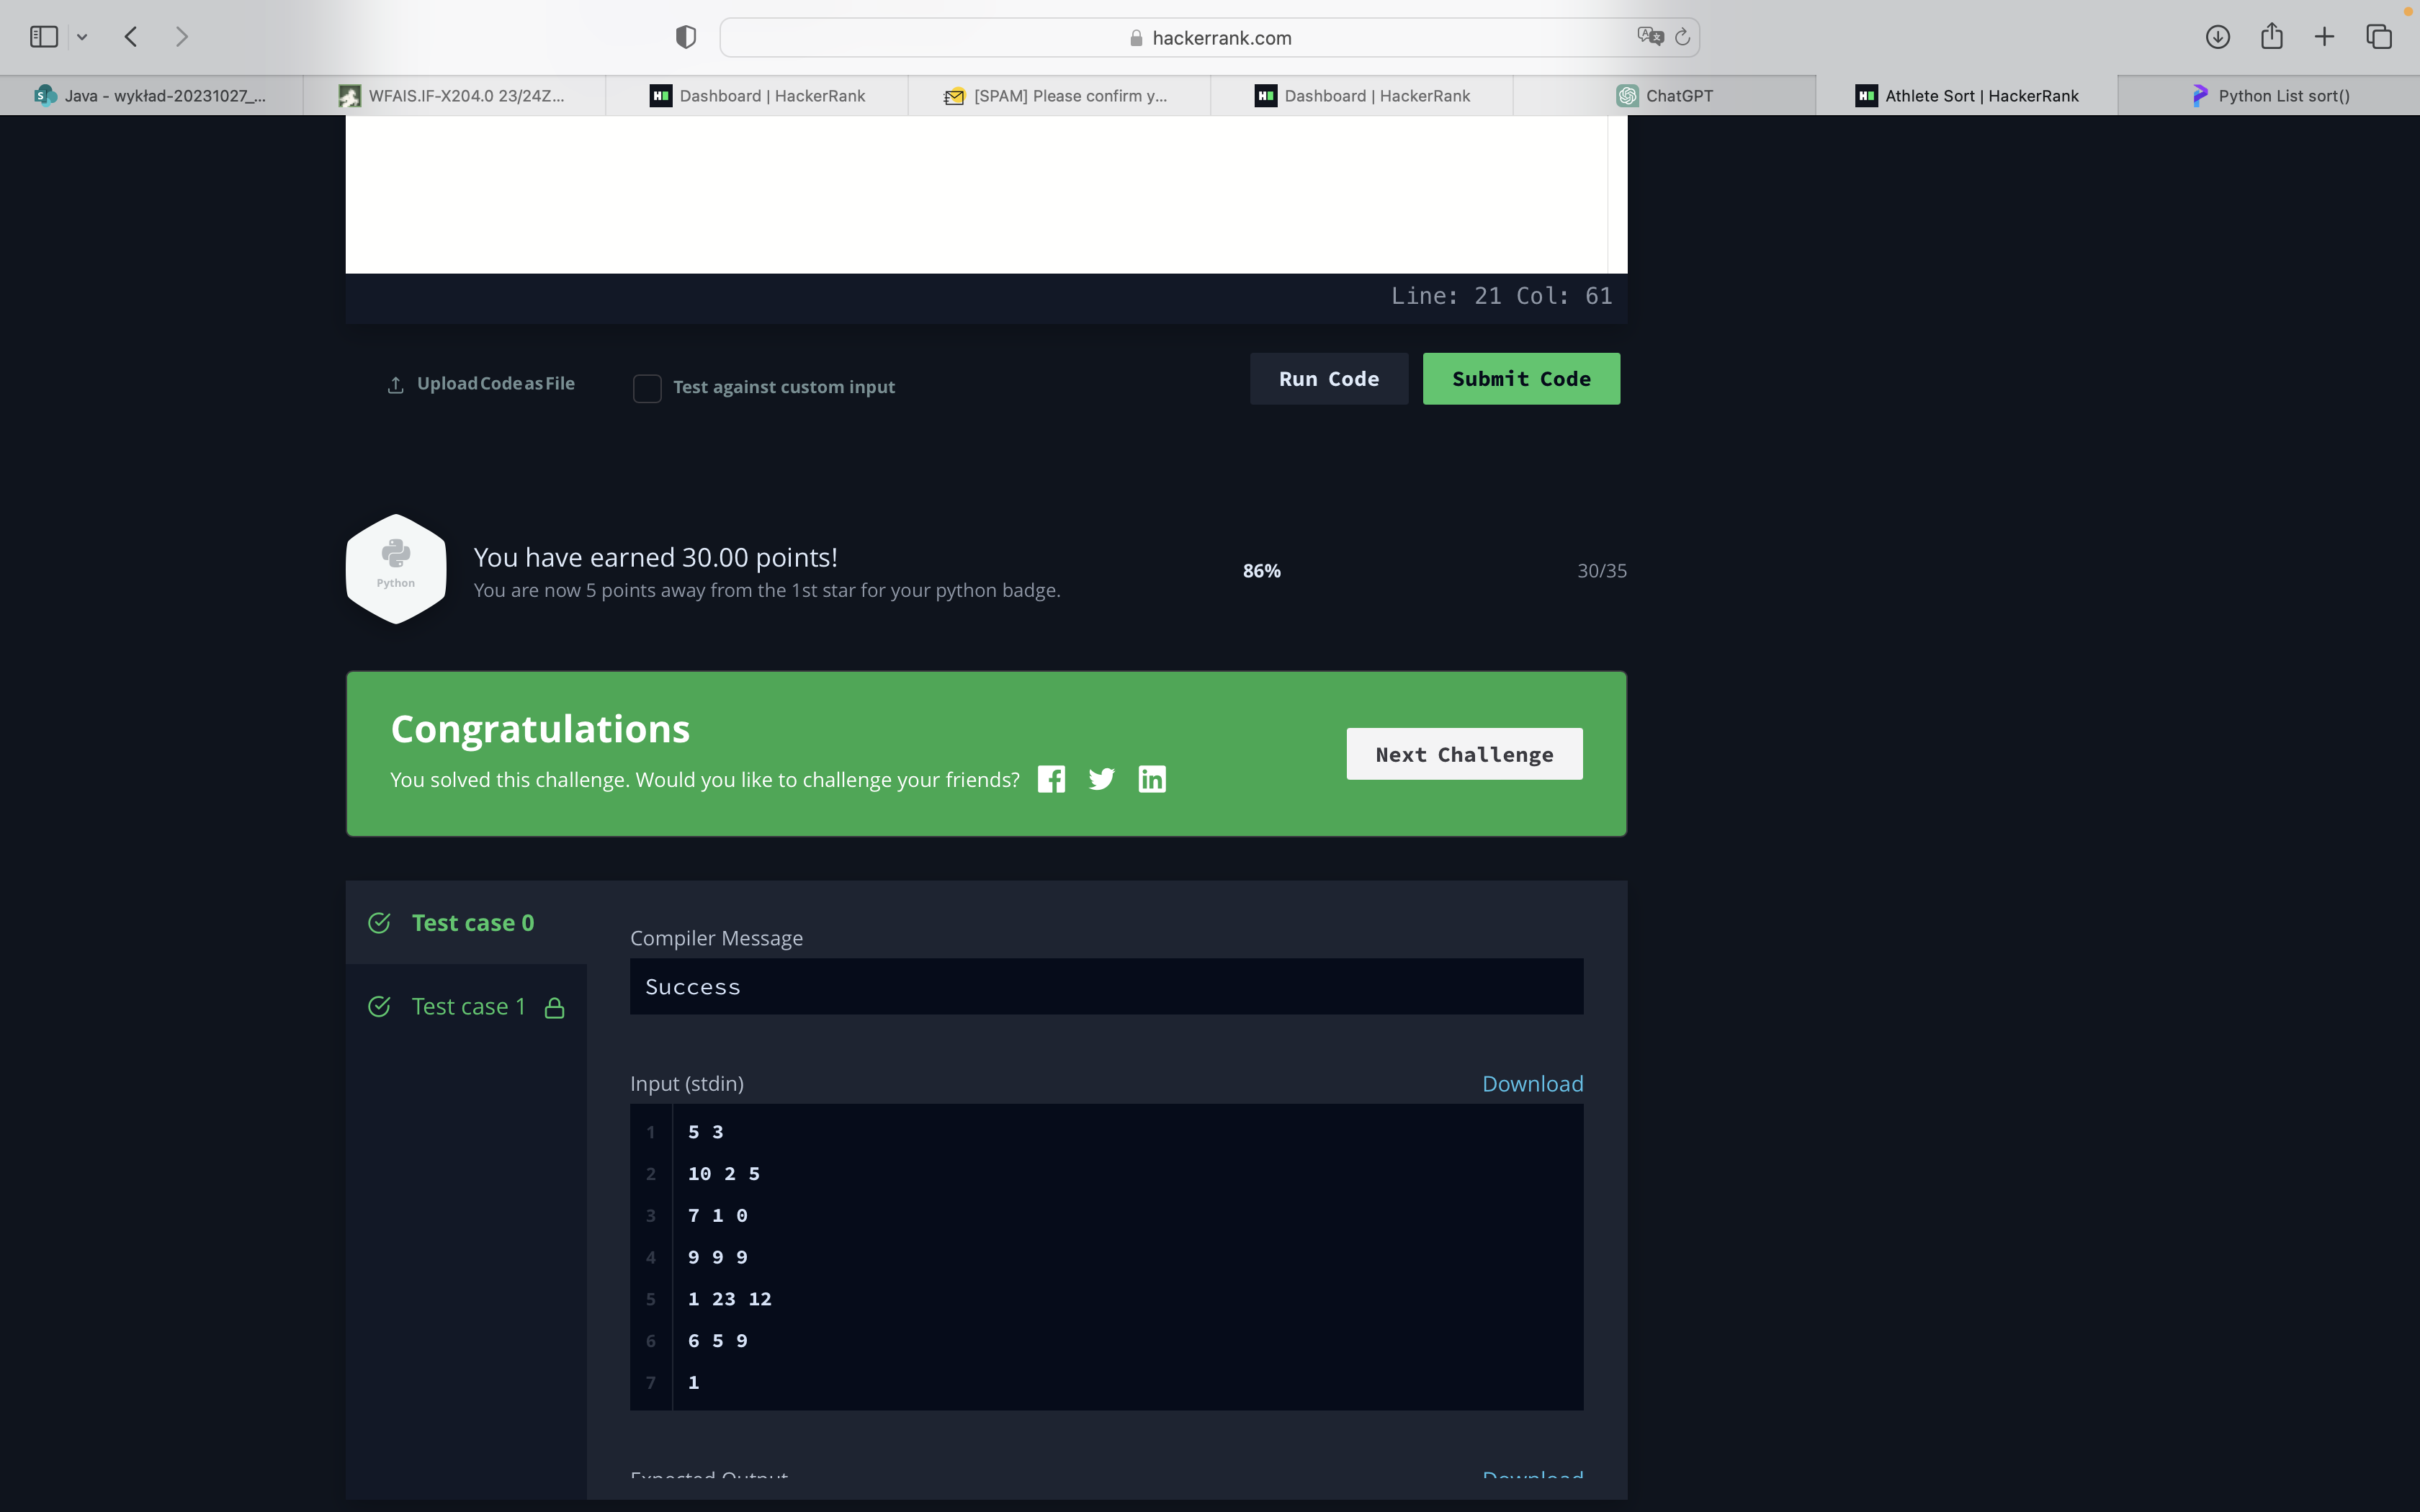 hackerrank.com
Java - wykład-20231027_...
WFAIS.IF-X204.0 23/24Z...
Dashboard | HackerRank
[SPAM] Please confirm y...
Dashboard | HackerRank
ChatGPT
Athlete Sort | HackerRank
Python List sort()
Line: 21 Col: 61
Upload Code as File
Test against custom input
Run Code
Submit Code
Python
You have earned 30.00 points!
You are now 5 points away from the 1st star for your python badge.
86%
30/35
Congratulations
You solved this challenge. Would you like to challenge your friends?
Next Challenge
Test case 0
Test case 1
Compiler Message
Success
Input (stdin)
Download
1 5 3
2 10 2 5
3 7 1 0
4 9 9 9
5 1 23 12
6 6 5 9
7 1
Expected Output
Download